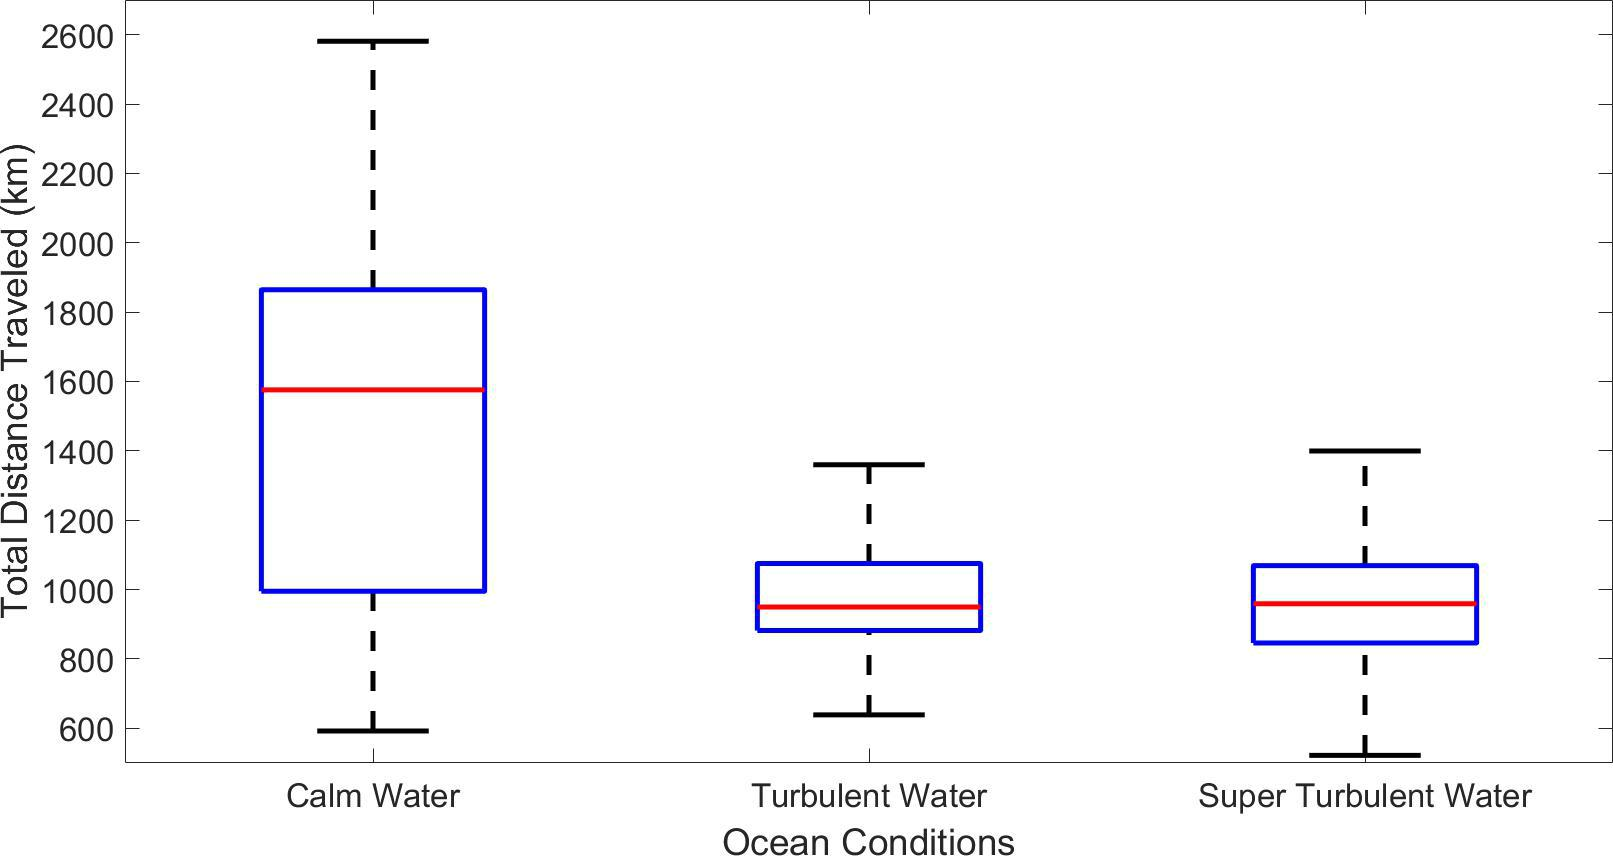 Total Distance Traveled (km)
2600
2400
2200
2000
1800
1600
1400
1200
1000
800
600
Calm Water
Turbulent Water
Super Turbulent Water
Ocean Conditions